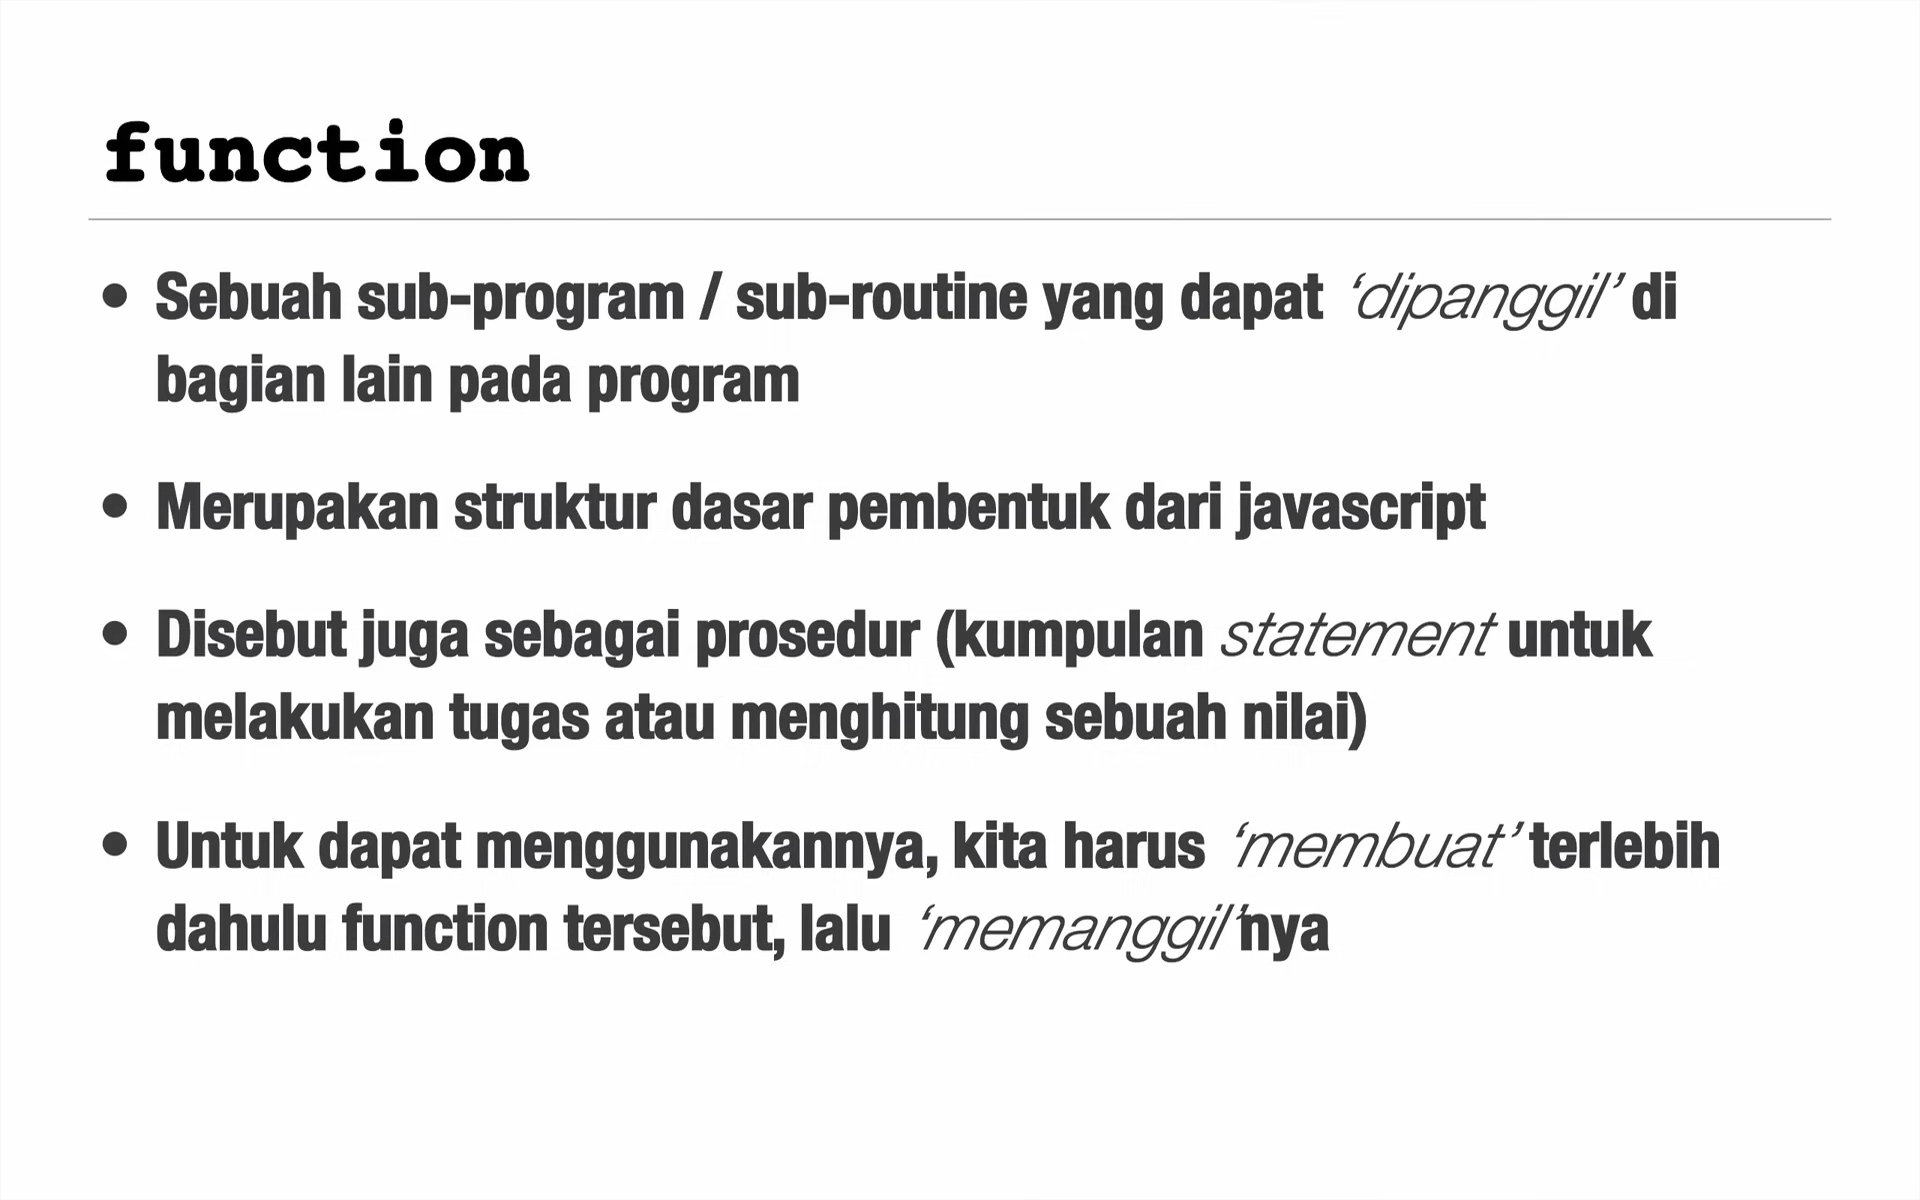 function
• Sebuah sub-program / sub-routine yang dapat ‘dipanggil’ di
bagian lain pada program
• Merupakan struktur dasar pembentuk dari javascript
• Disebut juga sebagai prosedur (kumpulan statement untuk
melakukan tugas atau menghitung sebuah nilai)
• Untuk dapat menggunakannya, kita harus ‘membuat’ terlebih
dahulu function tersebut, lalu ‘memanggil’nya